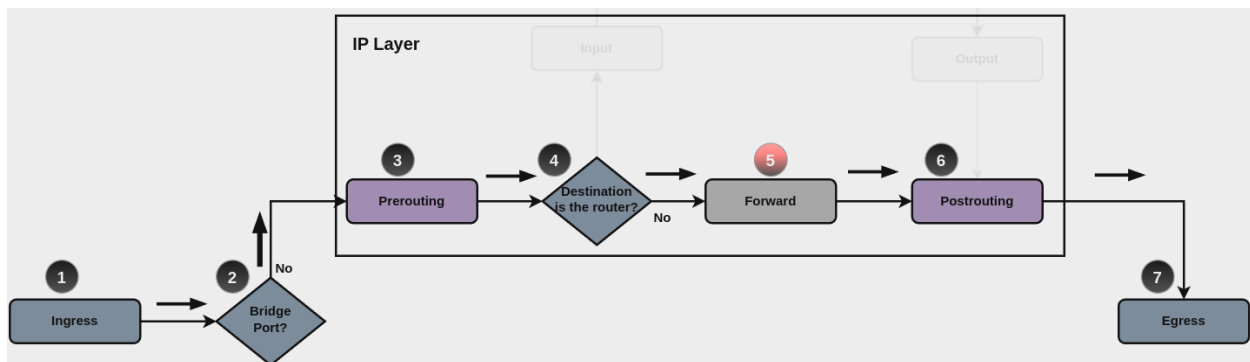 IP Layer
Input
Output
3
4
5
6
Prerouting
Destination
is the router?
No
Forward
Postrouting
1
2
No
7
Ingress
Bridge
Port?
Egress